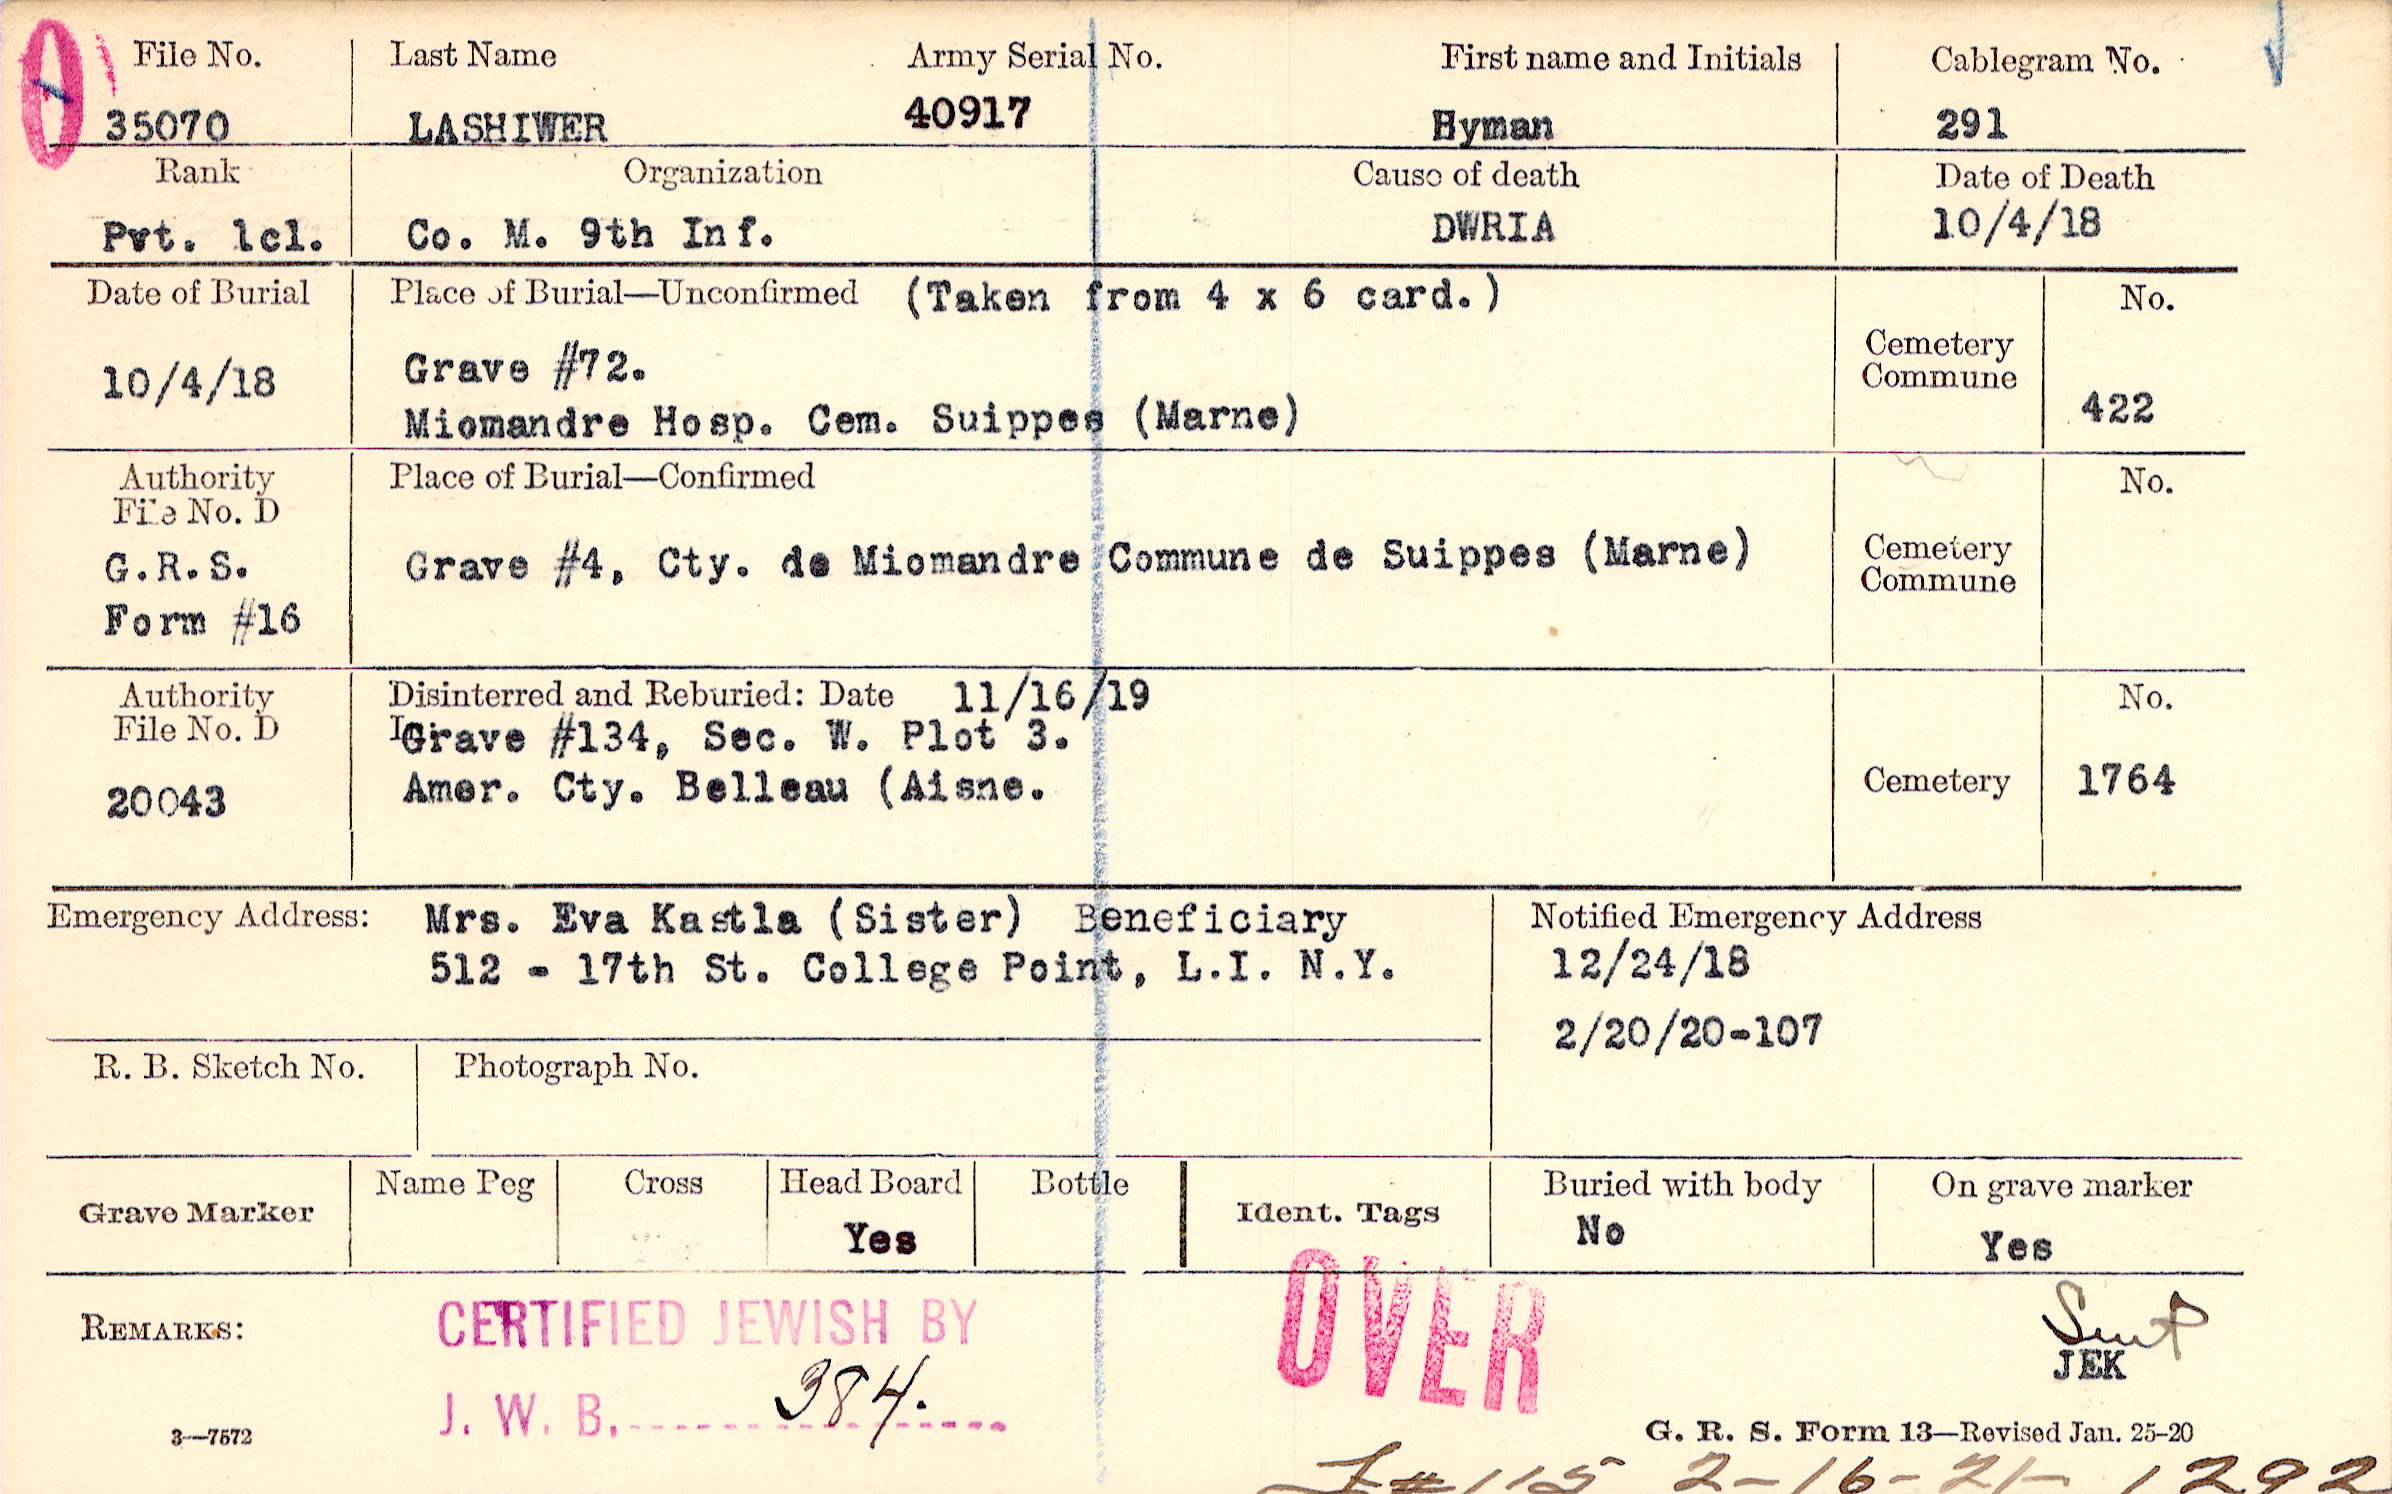 File No. Last Name Army Serial No. First name and Initials Cablegram No.
35070 LASHIWER 40917 Hyman 291
Rank Organization Cause of death Date of Death
Pvt. 1cl. Co. M. 9th Inf. DWRIA 10/4/18
Date of Burial Place of Burial—Unconfirmed (Taken from 4 x 6 card.) No.
10/4/18 Grave #72. Cemetery Commune
Miomandre Hosp. Cem. Suippes (Marne) 422
Authority File No. D Place of Burial—Confirmed No.
G.R.S. Grave #4, Cty. de Miomandre Commune de Suippes (Marne) Cemetery Commune
Form #16
Authority Disinterred and Reburied: Date 11/16/19 No.
File No. D Grave #134, Sec. W. Plot 3.
20043 Amer. Cty. Belleau (Aisne. Cemetery 1764
Emergency Address: Mrs. Eva Kastla (Sister) Beneficiary Notified Emergency Address
512 - 17th St. College Point, L.I. N.Y. 12/24/18
2/20/20-107
R. B. Sketch No. Photograph No.
Grave Marker Name Peg Cross Head Board Bottle Ident. Tags Buried with body On grave marker
Yes No Yes
OVER
REMARKS: CERTIFIED JEWISH BY
JEK
J. W. B. 384.
3—7572 G. R. S. Form 13—Revised Jan. 25-20
#115 2-16-21 1292